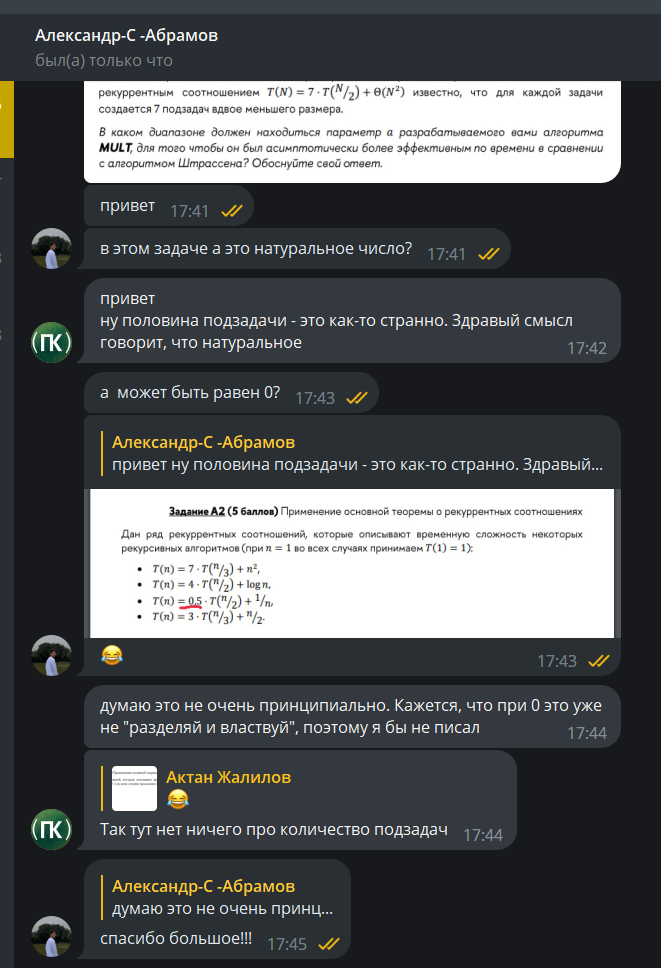 Александр-С -Абрамов
был(а) только что
рекуррентным соотношением T(N) = 7 · T(N/2) + Θ(N²) известно, что для каждой задачи
создается 7 подзадач вдвое меньшего размера.
В каком диапазоне должен находиться параметр a разрабатываемого вами алгоритма
MULT, для того чтобы он был асимптотически более эффективным по времени в сравнении
с алгоритмом Штрассена? Обоснуйте свой ответ.
привет 17:41
в этом задаче а это натуральное число? 17:41
привет
ну половина подзадачи - это как-то странно. Здравый смысл
говорит, что натуральное 17:42
(ПК)
а может быть равен 0? 17:43
Александр-С -Абрамов
привет ну половина подзадачи - это как-то странно. Здравый...
Задание A2 (5 баллов) Применение основной теоремы о рекуррентных соотношениях
Дан ряд рекуррентных соотношений, которые описывают временную сложность некоторых
рекурсивных алгоритмов (при n = 1 во всех случаях принимаем T(1) = 1):
• T(n) = 7 · T(n/3) + n²,
• T(n) = 4 · T(n/2) + log n,
• T(n) = 0,5 · T(n/2) + 1/n,
• T(n) = 3 · T(n/3) + n/2.
😂 17:43
думаю это не очень принципиально. Кажется, что при 0 это уже
не "разделяй и властвуй", поэтому я бы не писал 17:44
Актан Жалилов
😂
Так тут нет ничего про количество подзадач 17:44
(ПК)
Александр-С -Абрамов
думаю это не очень принц...
спасибо большое!!! 17:45